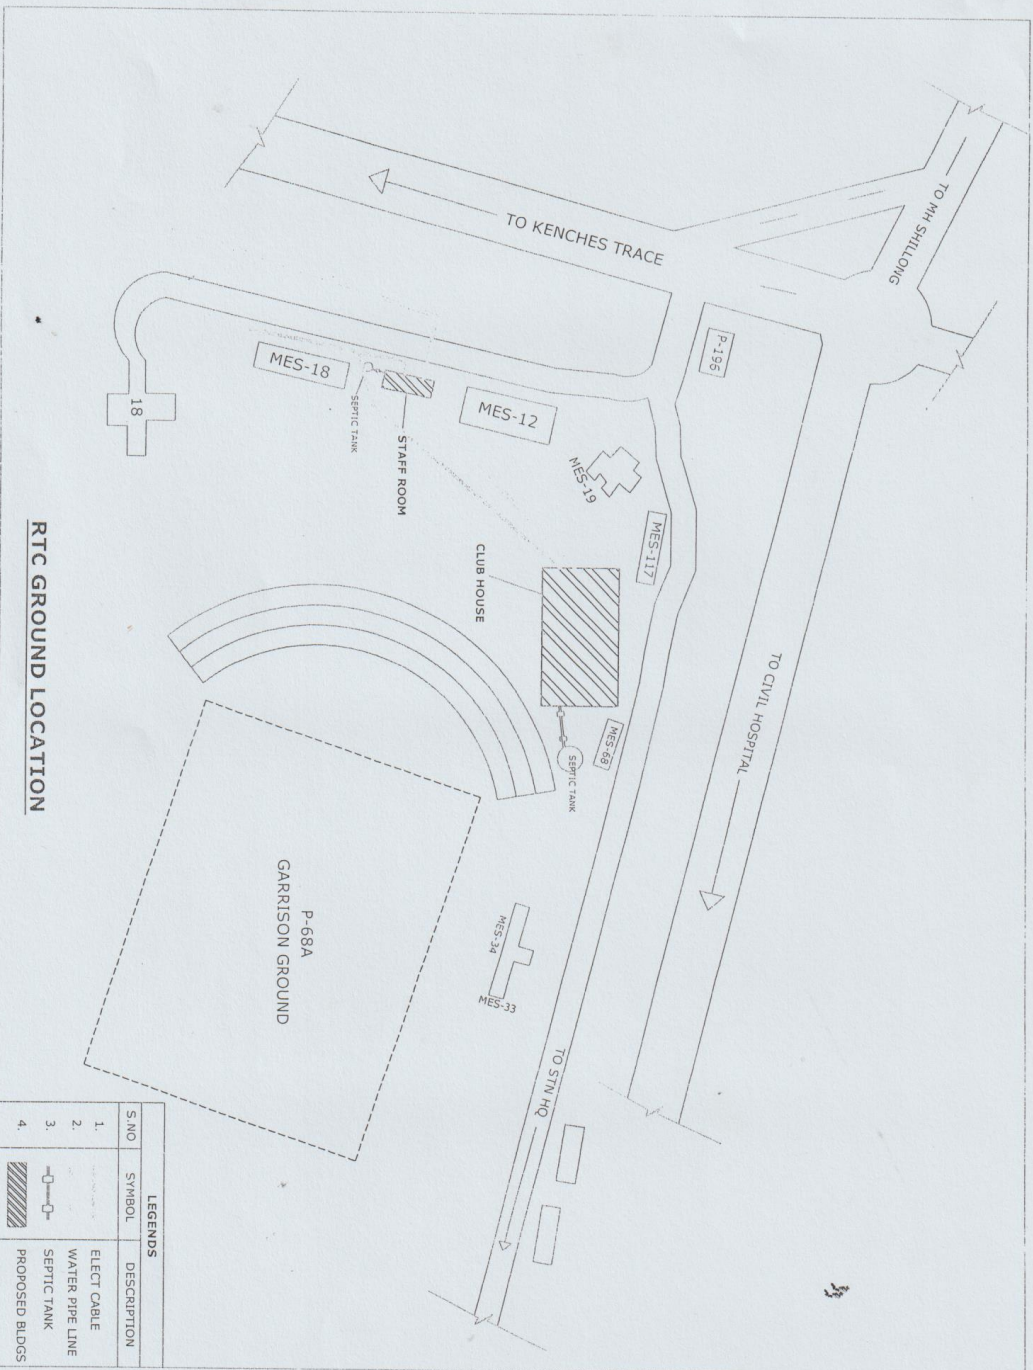 TO MH SHILLONG
TO KENCHES TRACE
P-196
TO CIVIL HOSPITAL
MES-18
SEPTIC TANK
STAFF ROOM
MES-12
MES-19
MES-117
18
CLUB HOUSE
MES-68
SEPTIC TANK
MES-34
MES-33
TO STN HQ
P-68A
GARRISON GROUND
RTC GROUND LOCATION
LEGENDS
S.NO SYMBOL DESCRIPTION
1. ELECT CABLE
2. WATER PIPE LINE
3. SEPTIC TANK
4. PROPOSED BLDGS